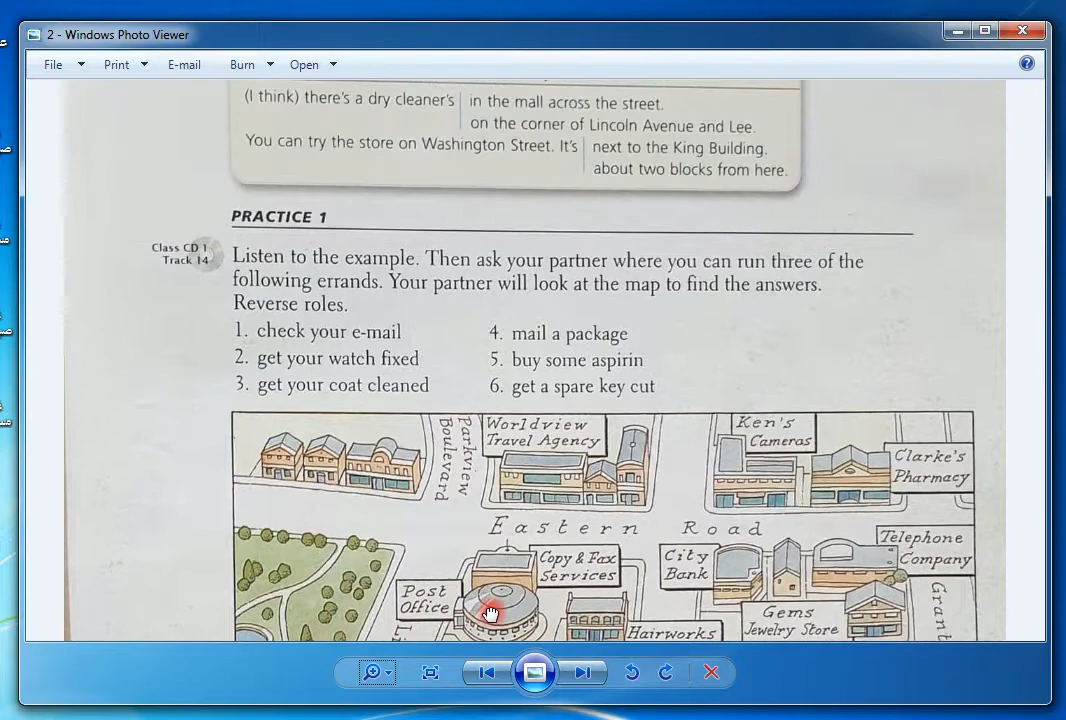 2 - Windows Photo Viewer
File Print E-mail Burn Open
(I think) there's a dry cleaner's in the mall across the street.
on the corner of Lincoln Avenue and Lee.
You can try the store on Washington Street. It's next to the King Building.
about two blocks from here.
PRACTICE 1
Class CD 1
Track 14
Listen to the example. Then ask your partner where you can run three of the
following errands. Your partner will look at the map to find the answers.
Reverse roles.
1. check your e-mail
2. get your watch fixed
3. get your coat cleaned
4. mail a package
5. buy some aspirin
6. get a spare key cut
Parkview
Boulevard
Worldview
Travel Agency
Ken's
Cameras
Clarke's
Pharmacy
Eastern Road
Copy & Fax
Services
City
Bank
Telephone
Company
Post
Office
Hairworks
Gems
Jewelry Store
Grant